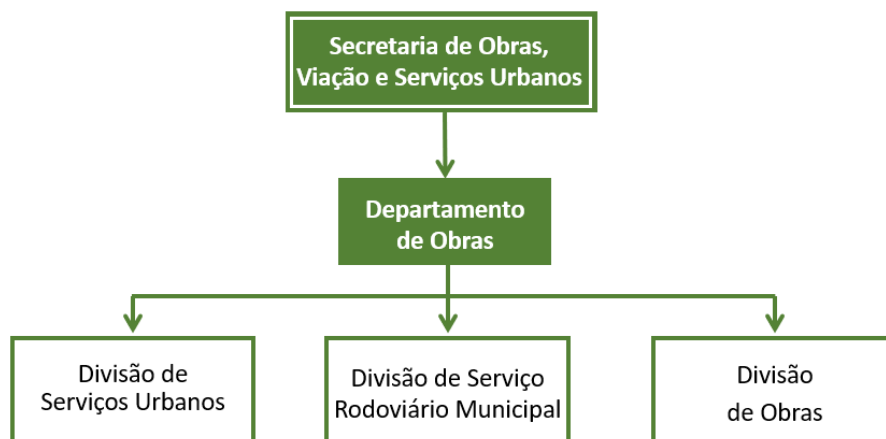 Secretaria de Obras,
Viação e Serviços Urbanos
Departamento
de Obras
Divisão de
Serviços Urbanos
Divisão de Serviço
Rodoviário Municipal
Divisão
de Obras